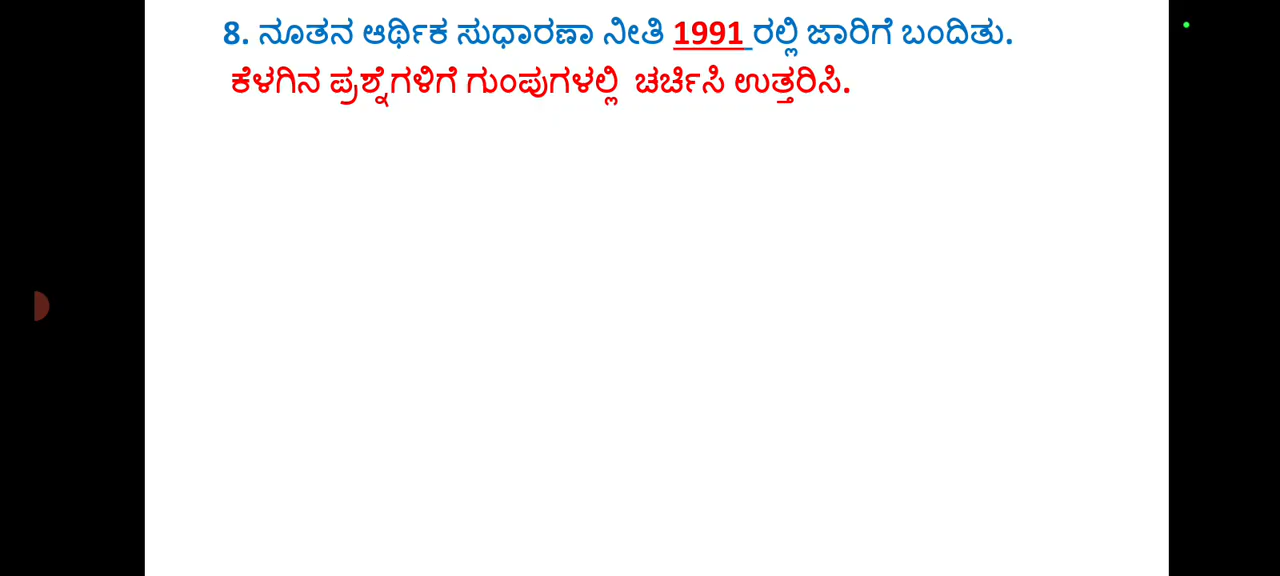 8. ನೂತನ ಆರ್ಥಿಕ ಸುಧಾರಣಾ ನೀತಿ 1991 ರಲ್ಲಿ ಜಾರಿಗೆ ಬಂದಿತು.
ಕೆಳಗಿನ ಪ್ರಶ್ನೆಗಳಿಗೆ ಗುಂಪುಗಳಲ್ಲಿ ಚರ್ಚಿಸಿ ಉತ್ತರಿಸಿ.